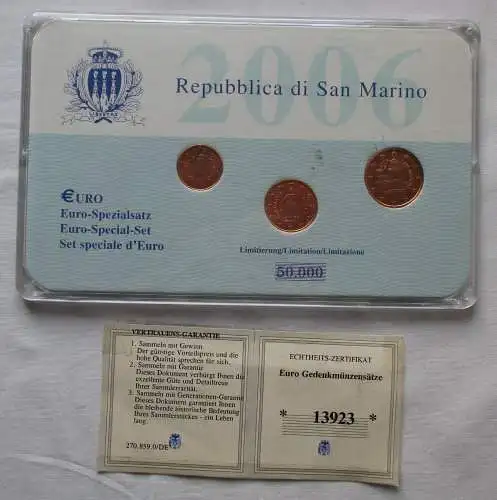 2006
Repubblica di San Marino
LIBERTAS
€URO
Euro-Spezialsatz
Euro-Special-Set
Set speciale d'Euro
Limitierung/Limitation/Limitazione
50.000
VERTRAUENS-GARANTIE
1. Sammeln mit Gewinn
Der günstige Vorteilspreis und die
hohe Qualität sprechen für sich.
2. Sammeln mit Garantie
Dieses Dokument verbürgt Ihnen die
exzellente Güte und Detailtreue
Ihrer Sammlerrarität.
3. Sammeln mit Generationen-Garantie
Dieses Dokument garantiert Ihnen
die bleibende historische Bedeutung
Ihres Sammlerstückes - ein Leben
lang.
270.859.0/DE
ECHTHEITS-ZERTIFIKAT
Euro Gedenkmünzensätze
* 13923 *